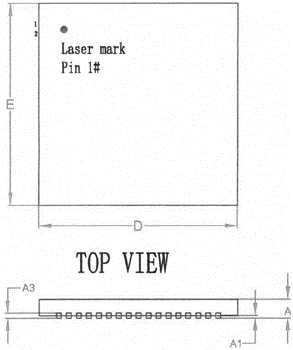 1
2
Laser mark
Pin 1#
E
D
TOP VIEW
A3
A
A1